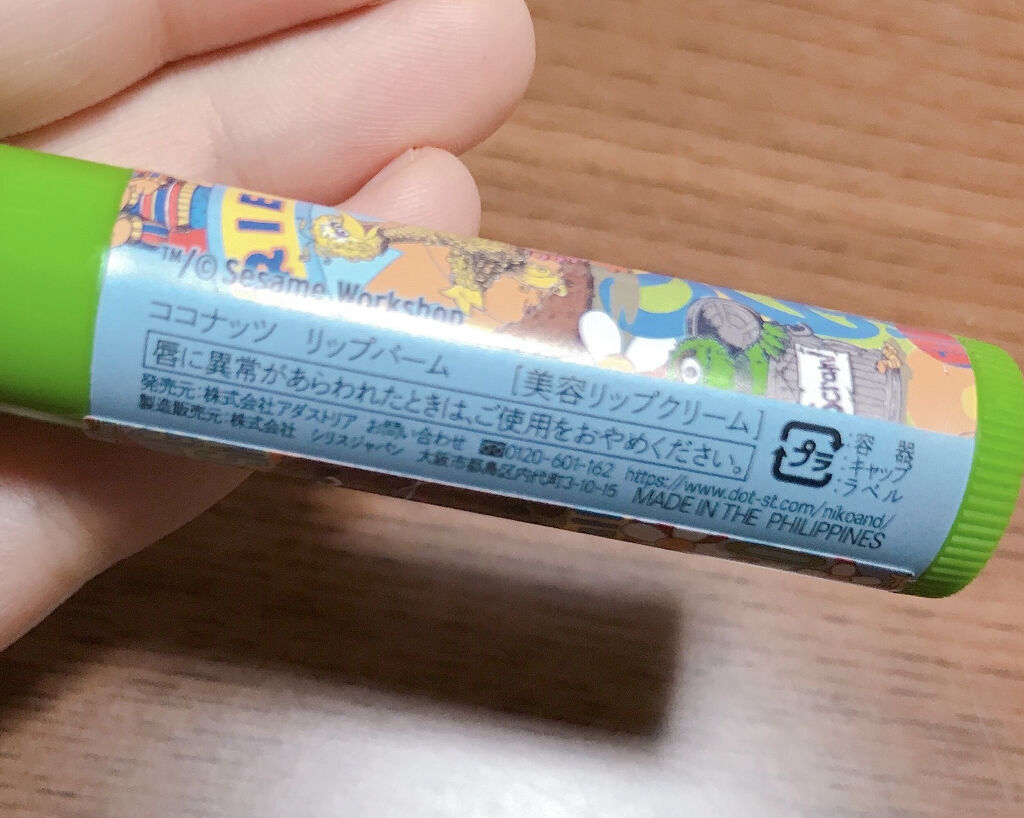 ™/© Sesame Workshop
ココナッツ リップバーム [美容リップクリーム]
唇に異常があらわれたときは、ご使用をおやめください。
発売元:株式会社アダストリア お問い合わせ 0120-601-162 https://www.dot-st.com/nikoand/
製造販売元:株式会社 シリスジャパン 大阪市都島区内代町3-10-15 MADE IN THE PHILIPPINES
プラ
容器
:キャップ
:ラベル